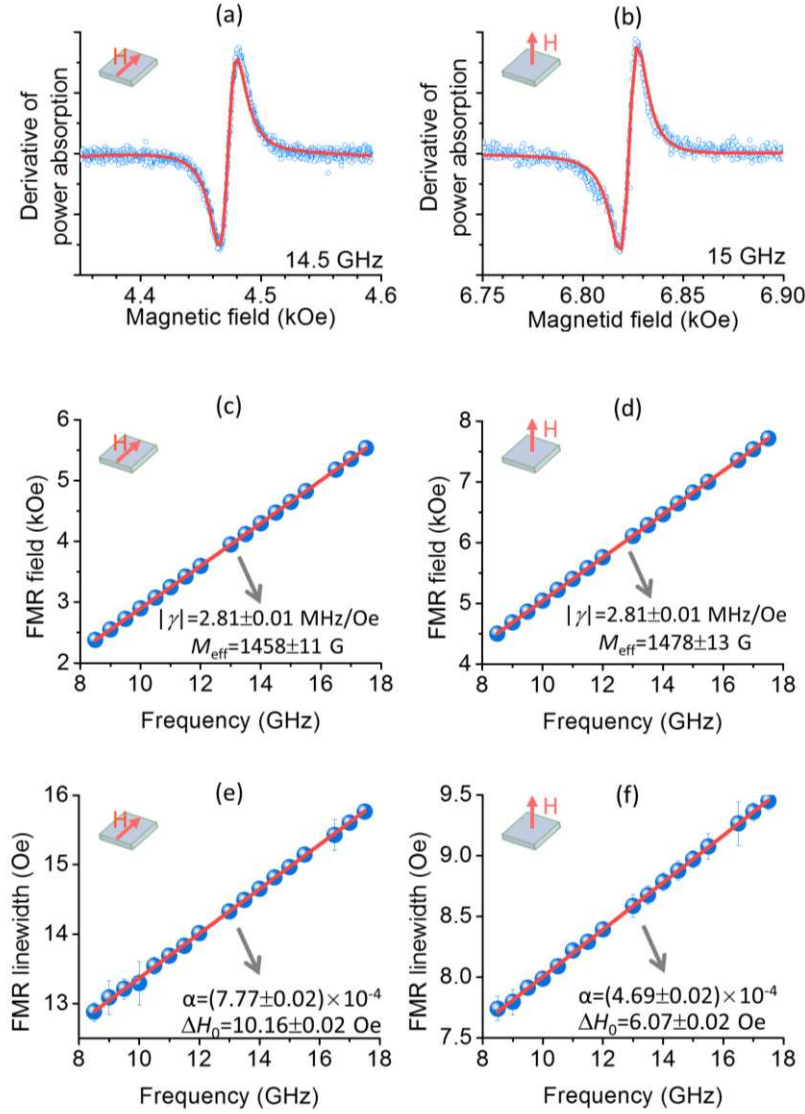 (a)
H
Derivative of
power absorption
14.5 GHz
4.4 4.5 4.6
Magnetic field (kOe)
(b)
H
Derivative of
power absorption
15 GHz
6.75 6.80 6.85 6.90
Magnetid field (kOe)
(c)
H
FMR field (kOe)
6
5
4
3
2
|γ|=2.81±0.01 MHz/Oe
Meff=1458±11 G
8 10 12 14 16 18
Frequency (GHz)
(d)
H
FMR field (kOe)
8
7
6
5
4
|γ|=2.81±0.01 MHz/Oe
Meff=1478±13 G
8 10 12 14 16 18
Frequency (GHz)
(e)
H
FMR linewidth (Oe)
16
15
14
13
α=(7.77±0.02)×10-4
ΔH0=10.16±0.02 Oe
8 10 12 14 16 18
Frequency (GHz)
(f)
H
FMR linewidth (Oe)
9.5
9.0
8.5
8.0
7.5
α=(4.69±0.02)×10-4
ΔH0=6.07±0.02 Oe
8 10 12 14 16 18
Frequency (GHz)